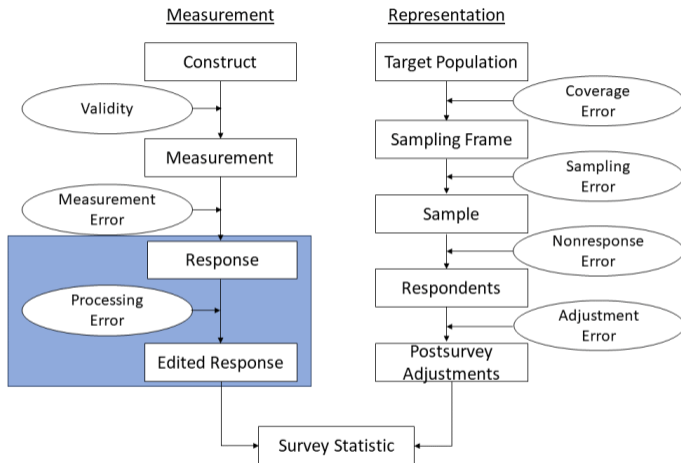 Measurement
Representation
Construct
Target Population
Validity
Coverage
Error
Measurement
Sampling Frame
Measurement
Error
Sampling
Error
Sample
Response
Nonresponse
Error
Processing
Error
Respondents
Adjustment
Error
Edited Response
Postsurvey
Adjustments
Survey Statistic